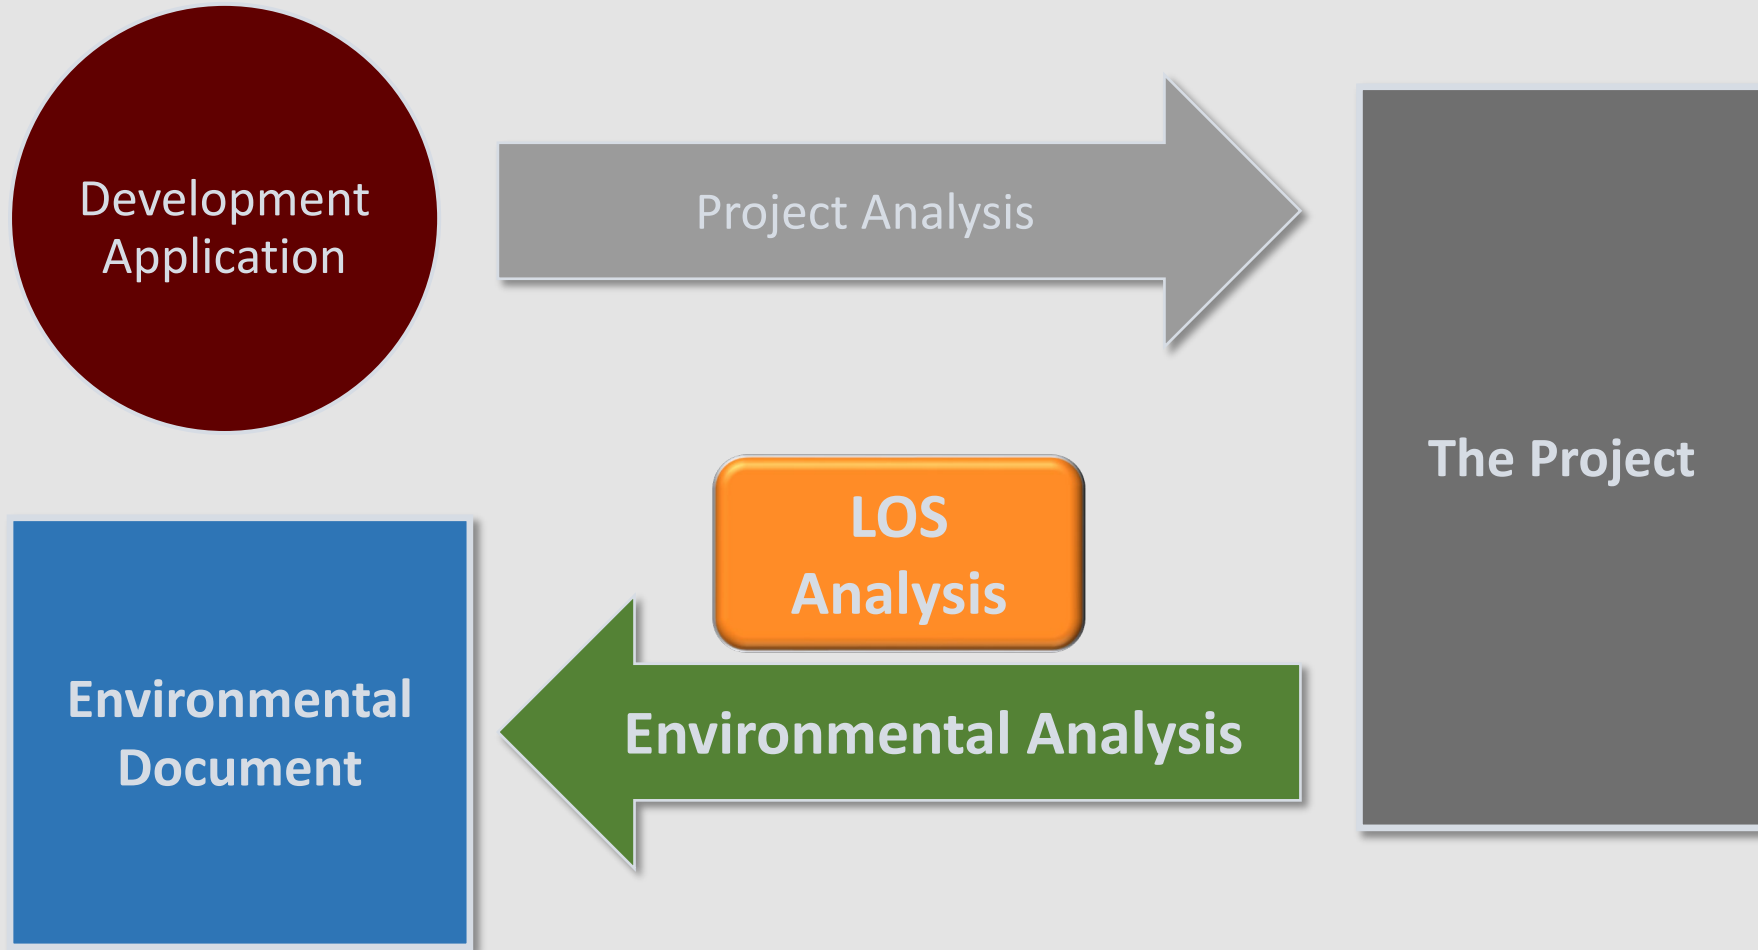 Development
Application
Project Analysis
The Project
LOS
Analysis
Environmental Analysis
Environmental
Document